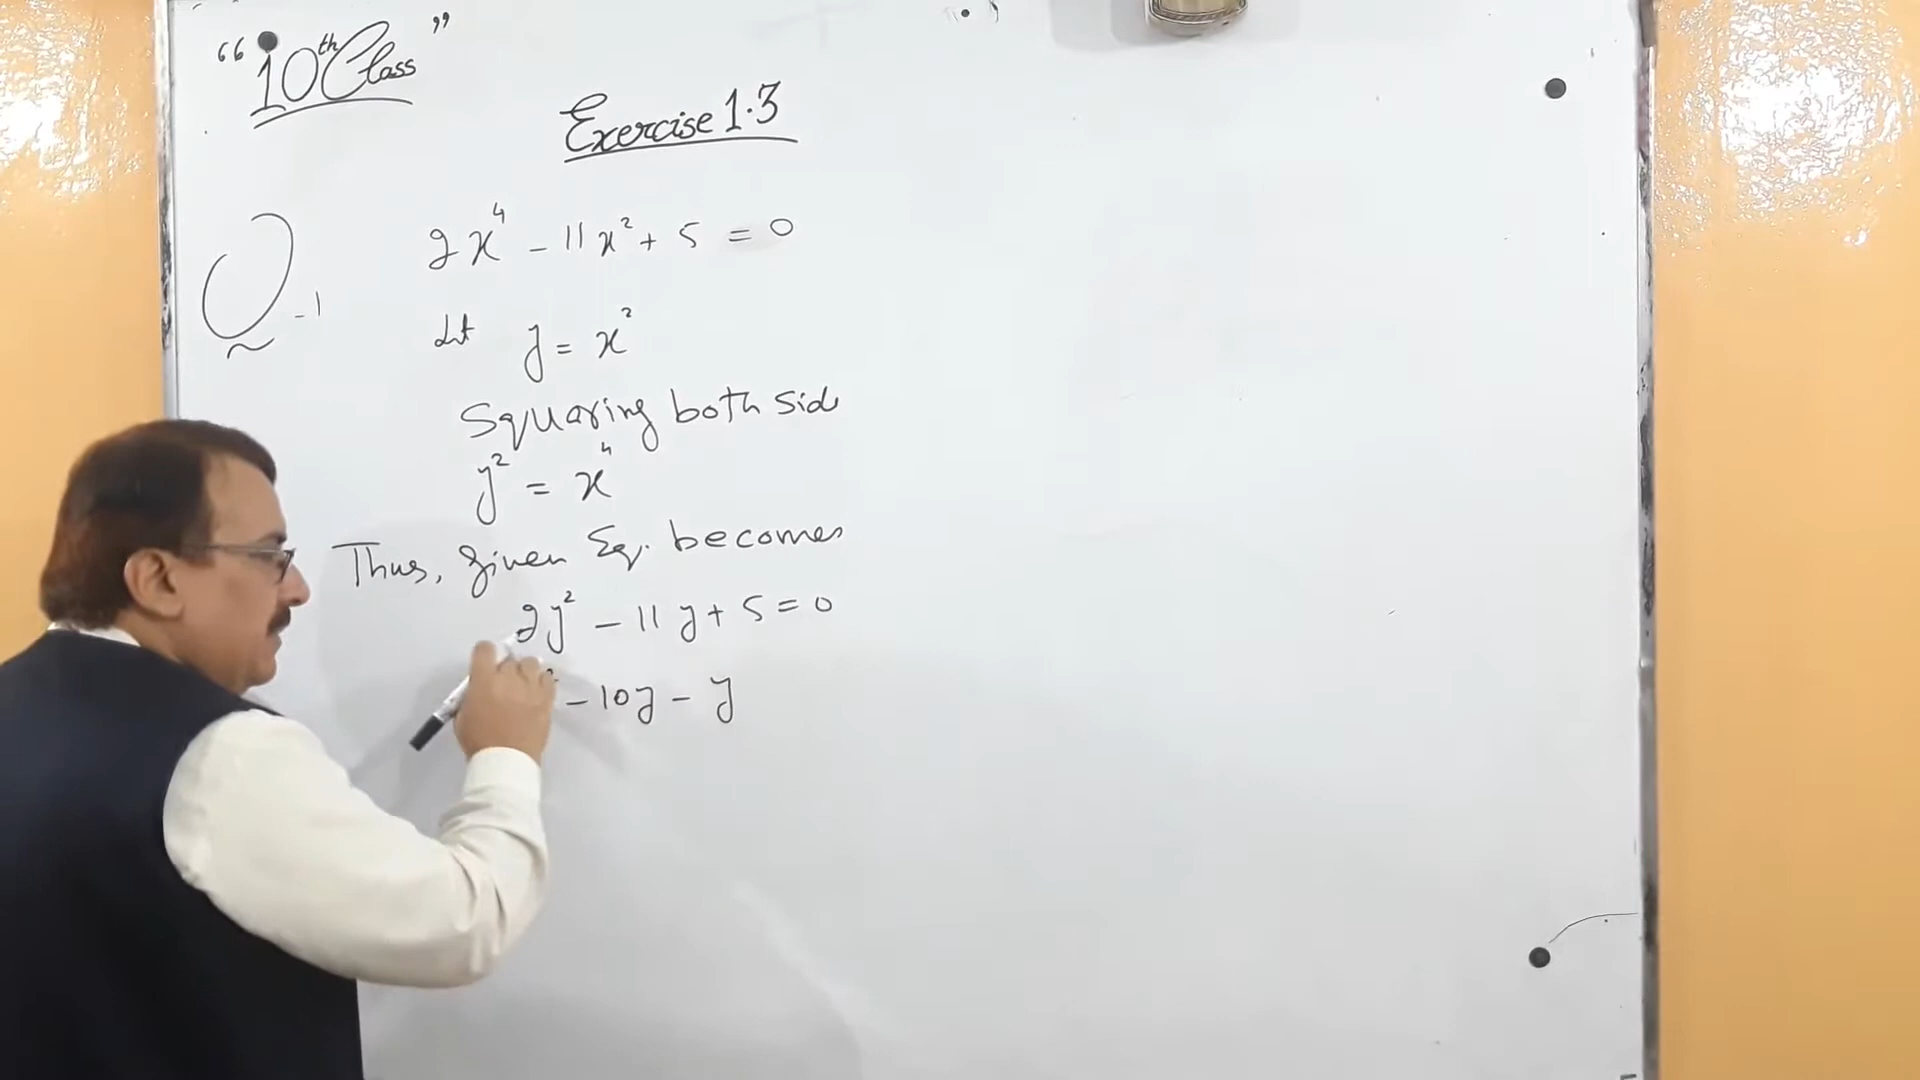 “10th Class”
Exercise 1.3
Q-1
2x⁴ - 11x² + 5 = 0
Let y = x²
Squaring both side
y² = x⁴
Thus, given Eq. becomes
2y² - 11y + 5 = 0
- 10y - y